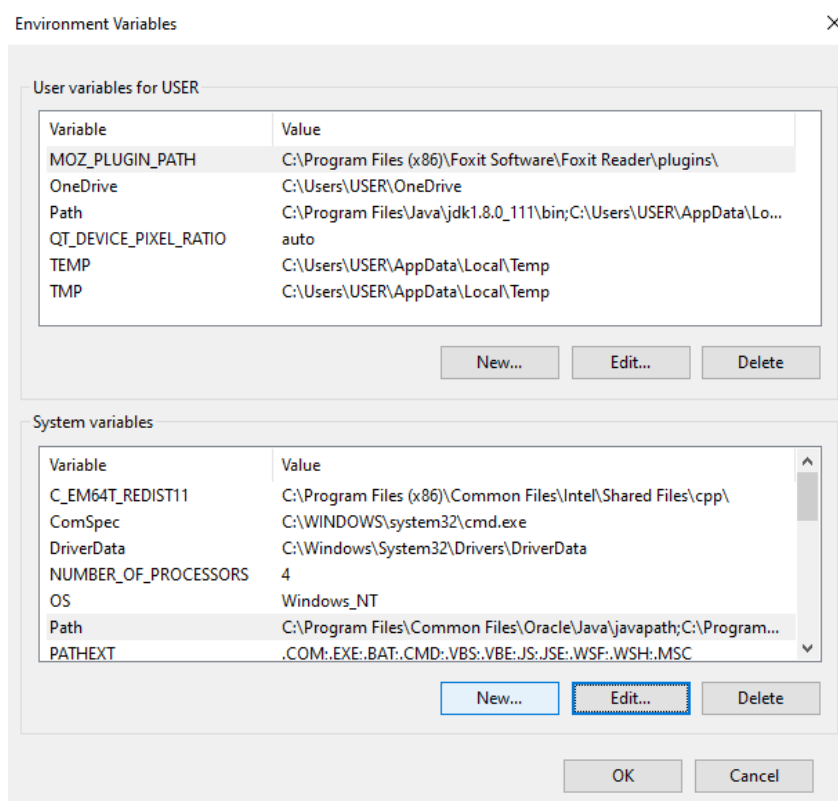 Environment Variables
User variables for USER
Variable Value
MOZ_PLUGIN_PATH C:\Program Files (x86)\Foxit Software\Foxit Reader\plugins\
OneDrive C:\Users\USER\OneDrive
Path C:\Program Files\Java\jdk1.8.0_111\bin;C:\Users\USER\AppData\Lo...
QT_DEVICE_PIXEL_RATIO auto
TEMP C:\Users\USER\AppData\Local\Temp
TMP C:\Users\USER\AppData\Local\Temp
New... Edit... Delete
System variables
Variable Value
C_EM64T_REDIST11 C:\Program Files (x86)\Common Files\Intel\Shared Files\cpp\
ComSpec C:\WINDOWS\system32\cmd.exe
DriverData C:\Windows\System32\Drivers\DriverData
NUMBER_OF_PROCESSORS 4
OS Windows_NT
Path C:\Program Files\Common Files\Oracle\Java\javapath;C:\Program...
PATHEXT .COM;.EXE;.BAT;.CMD;.VBS;.VBE;.JS;.JSE;.WSF;.WSH;.MSC
New... Edit... Delete
OK Cancel